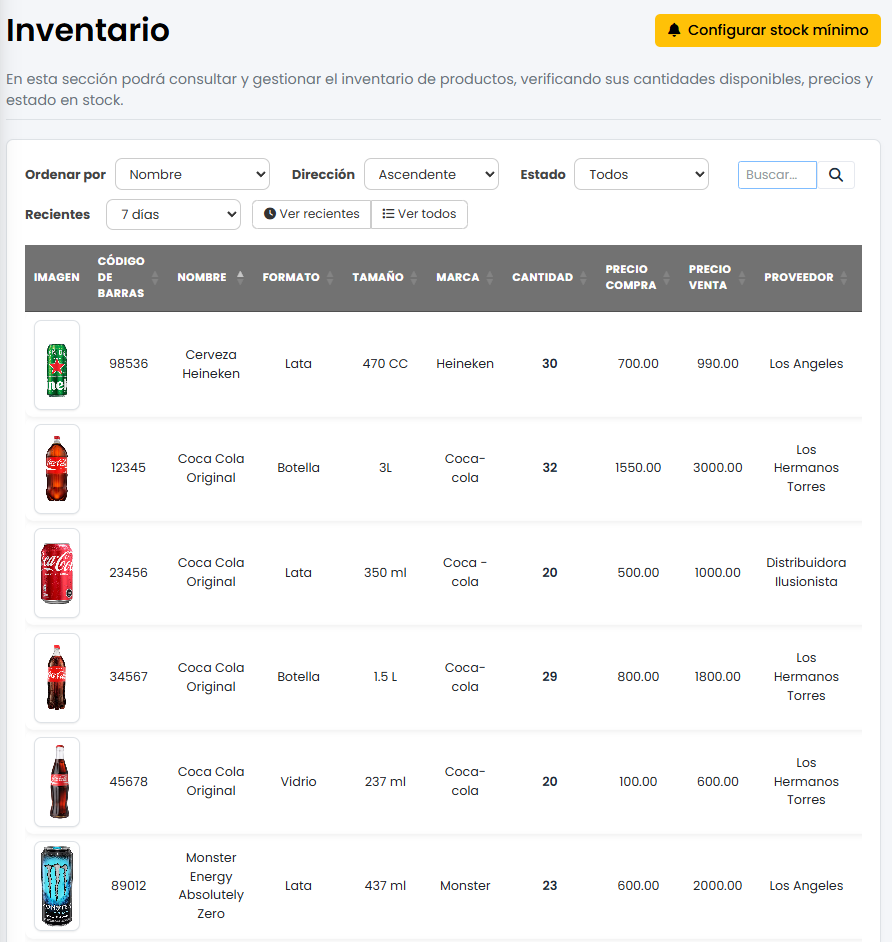 Inventario
Configurar stock mínimo
En esta sección podrá consultar y gestionar el inventario de productos, verificando sus cantidades disponibles, precios y
estado en stock.
Ordenar por Nombre Dirección Ascendente Estado Todos Buscar...
Recientes 7 días Ver recientes Ver todos
IMAGEN CÓDIGO DE BARRAS NOMBRE FORMATO TAMAÑO MARCA CANTIDAD PRECIO COMPRA PRECIO VENTA PROVEEDOR
98536 Cerveza Heineken Lata 470 CC Heineken 30 700.00 990.00 Los Angeles
12345 Coca Cola Original Botella 3L Coca-cola 32 1550.00 3000.00 Los Hermanos Torres
23456 Coca Cola Original Lata 350 ml Coca - cola 20 500.00 1000.00 Distribuidora Ilusionista
34567 Coca Cola Original Botella 1.5 L Coca-cola 29 800.00 1800.00 Los Hermanos Torres
45678 Coca Cola Original Vidrio 237 ml Coca-cola 20 100.00 600.00 Los Hermanos Torres
89012 Monster Energy Absolutely Zero Lata 437 ml Monster 23 600.00 2000.00 Los Angeles